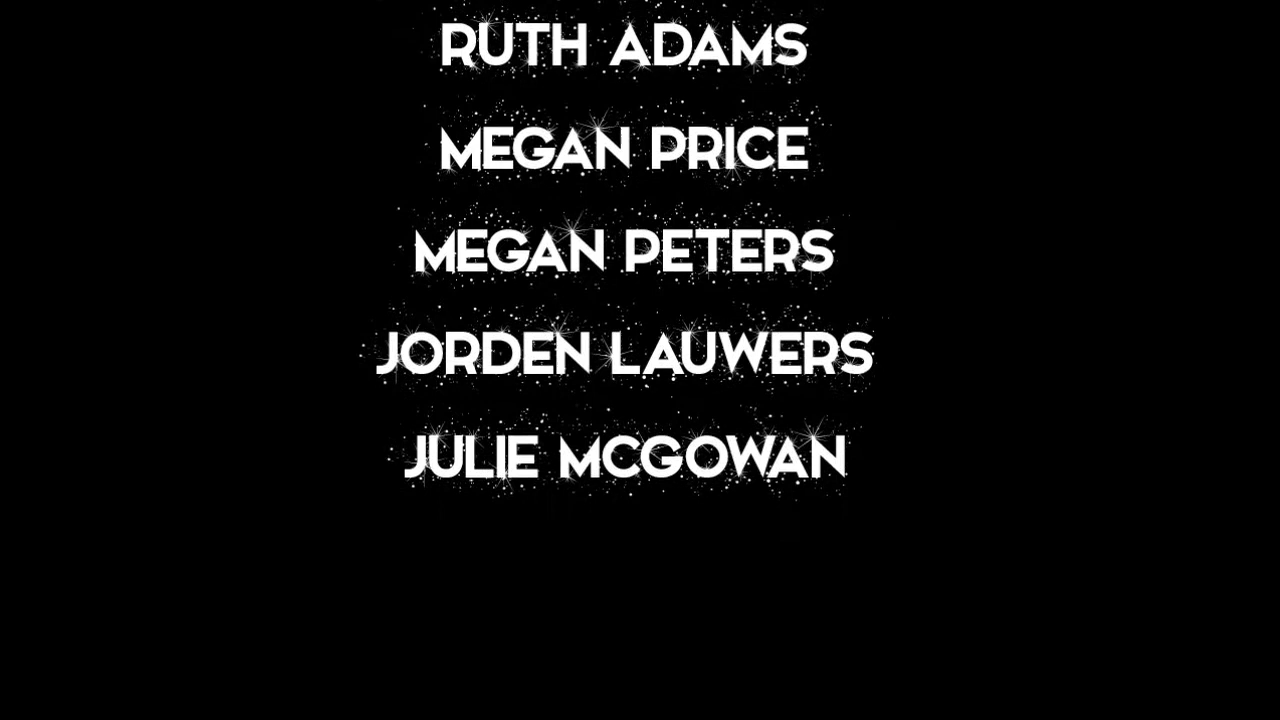 RUTH ADAMS
MEGAN PRICE
MEGAN PETERS
JORDEN LAUWERS
JULIE MCGOWAN